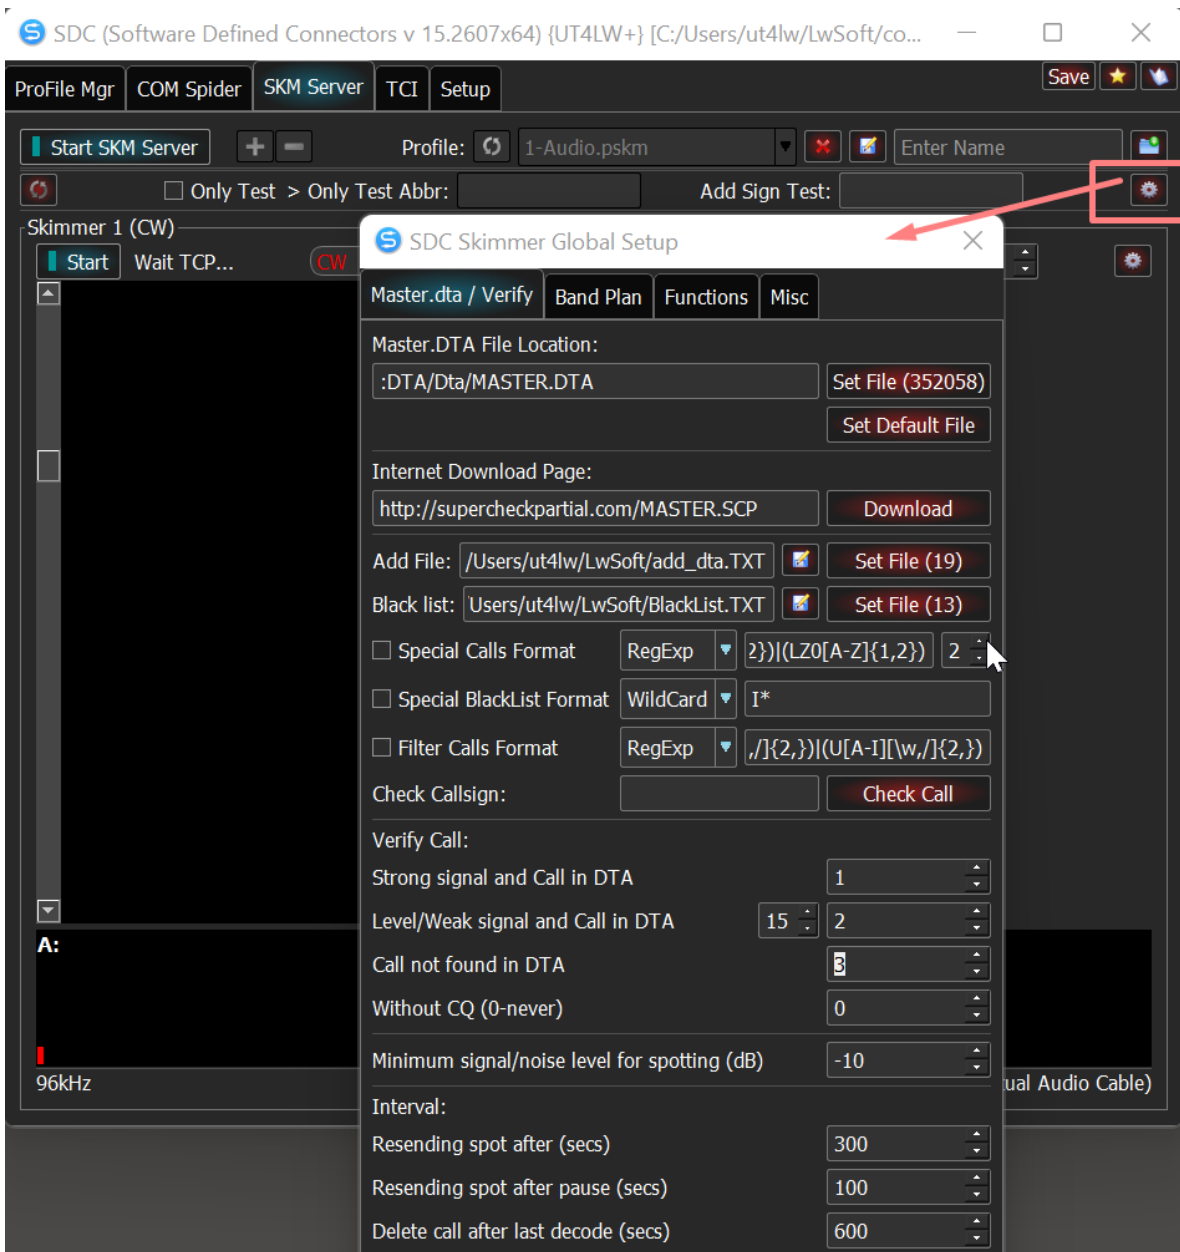 SDC (Software Defined Connectors v 15.2607x64) {UT4LW+} [C:/Users/ut4lw/LwSoft/co...
ProFile Mgr COM Spider SKM Server TCI Setup Save
Start SKM Server Profile: 1-Audio.pskm Enter Name
Only Test > Only Test Abbr: Add Sign Test:
Skimmer 1 (CW)
Start Wait TCP... CW
SDC Skimmer Global Setup
Master.dta / Verify Band Plan Functions Misc
Master.DTA File Location:
:DTA/Dta/MASTER.DTA Set File (352058)
Set Default File
Internet Download Page:
http://supercheckpartial.com/MASTER.SCP Download
Add File: /Users/ut4lw/LwSoft/add_dta.TXT Set File (19)
Black list: Users/ut4lw/LwSoft/BlackList.TXT Set File (13)
Special Calls Format RegExp 2})|(LZ0[A-Z]{1,2}) 2
Special BlackList Format WildCard I*
Filter Calls Format RegExp ,/]{2,})|(U[A-I][\w,/]{2,})
Check Callsign: Check Call
Verify Call:
Strong signal and Call in DTA 1
Level/Weak signal and Call in DTA 15 2
Call not found in DTA 3
Without CQ (0-never) 0
A:
Minimum signal/noise level for spotting (dB) -10
96kHz ual Audio Cable)
Interval:
Resending spot after (secs) 300
Resending spot after pause (secs) 100
Delete call after last decode (secs) 600